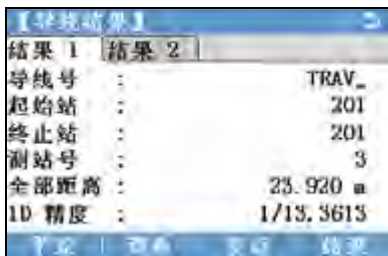 【导线结果】
结果 1 结果 2
导线号 : TRAV_
起始站 : 201
终止站 : 201
测站号 : 3
全部距离 : 23.920 m
1D 精度 : 1/13.3613
结束